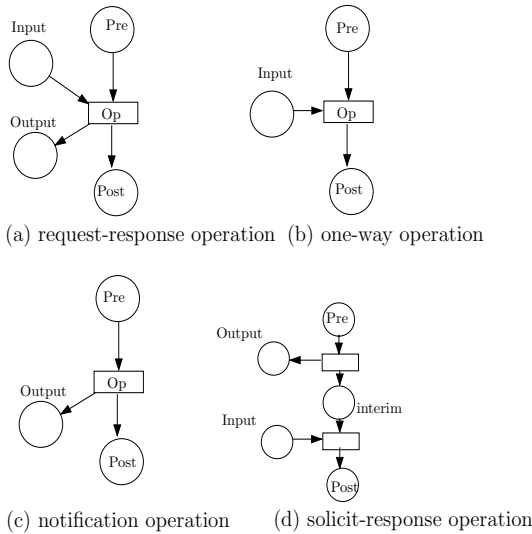 Input
Pre
Output
Op
Post
Pre
Input
Op
Post
(a) request-response operation
(b) one-way operation
Pre
Op
Output
Post
Pre
Output
interim
Input
Post
(c) notification operation
(d) solicit-response operation